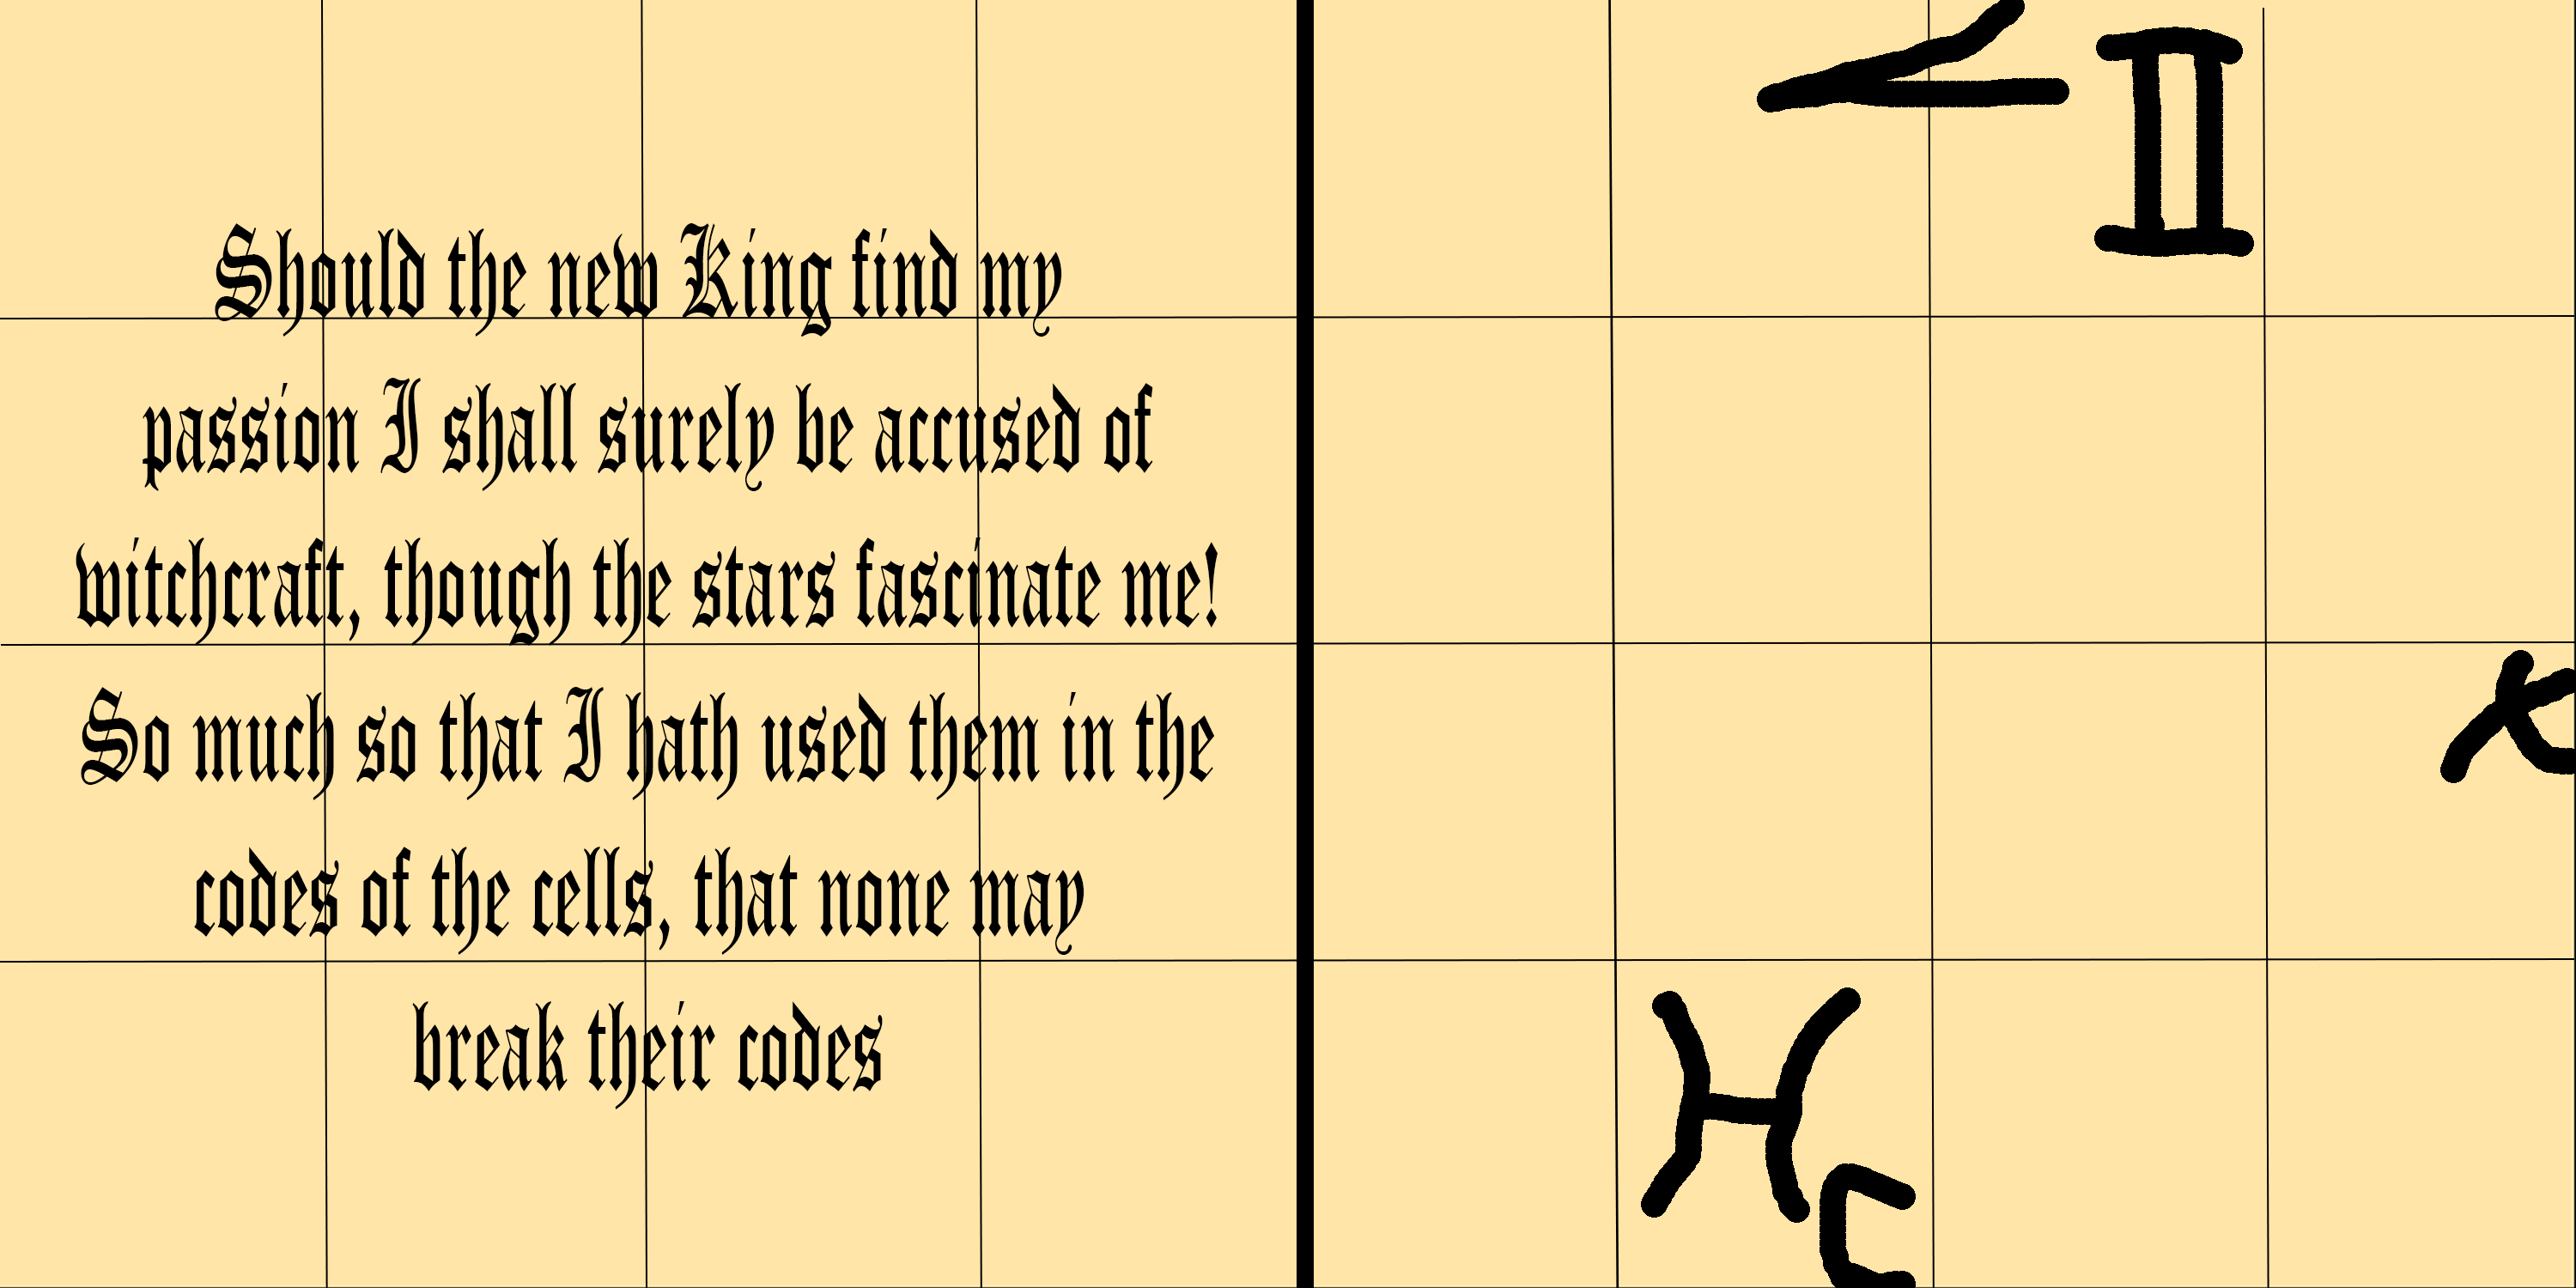 Should the new King find my
passion I shall surely be accused of
witchcraft, though the stars fascinate me!
So much so that I hath used them in the
codes of the cells, that none may
break their codes